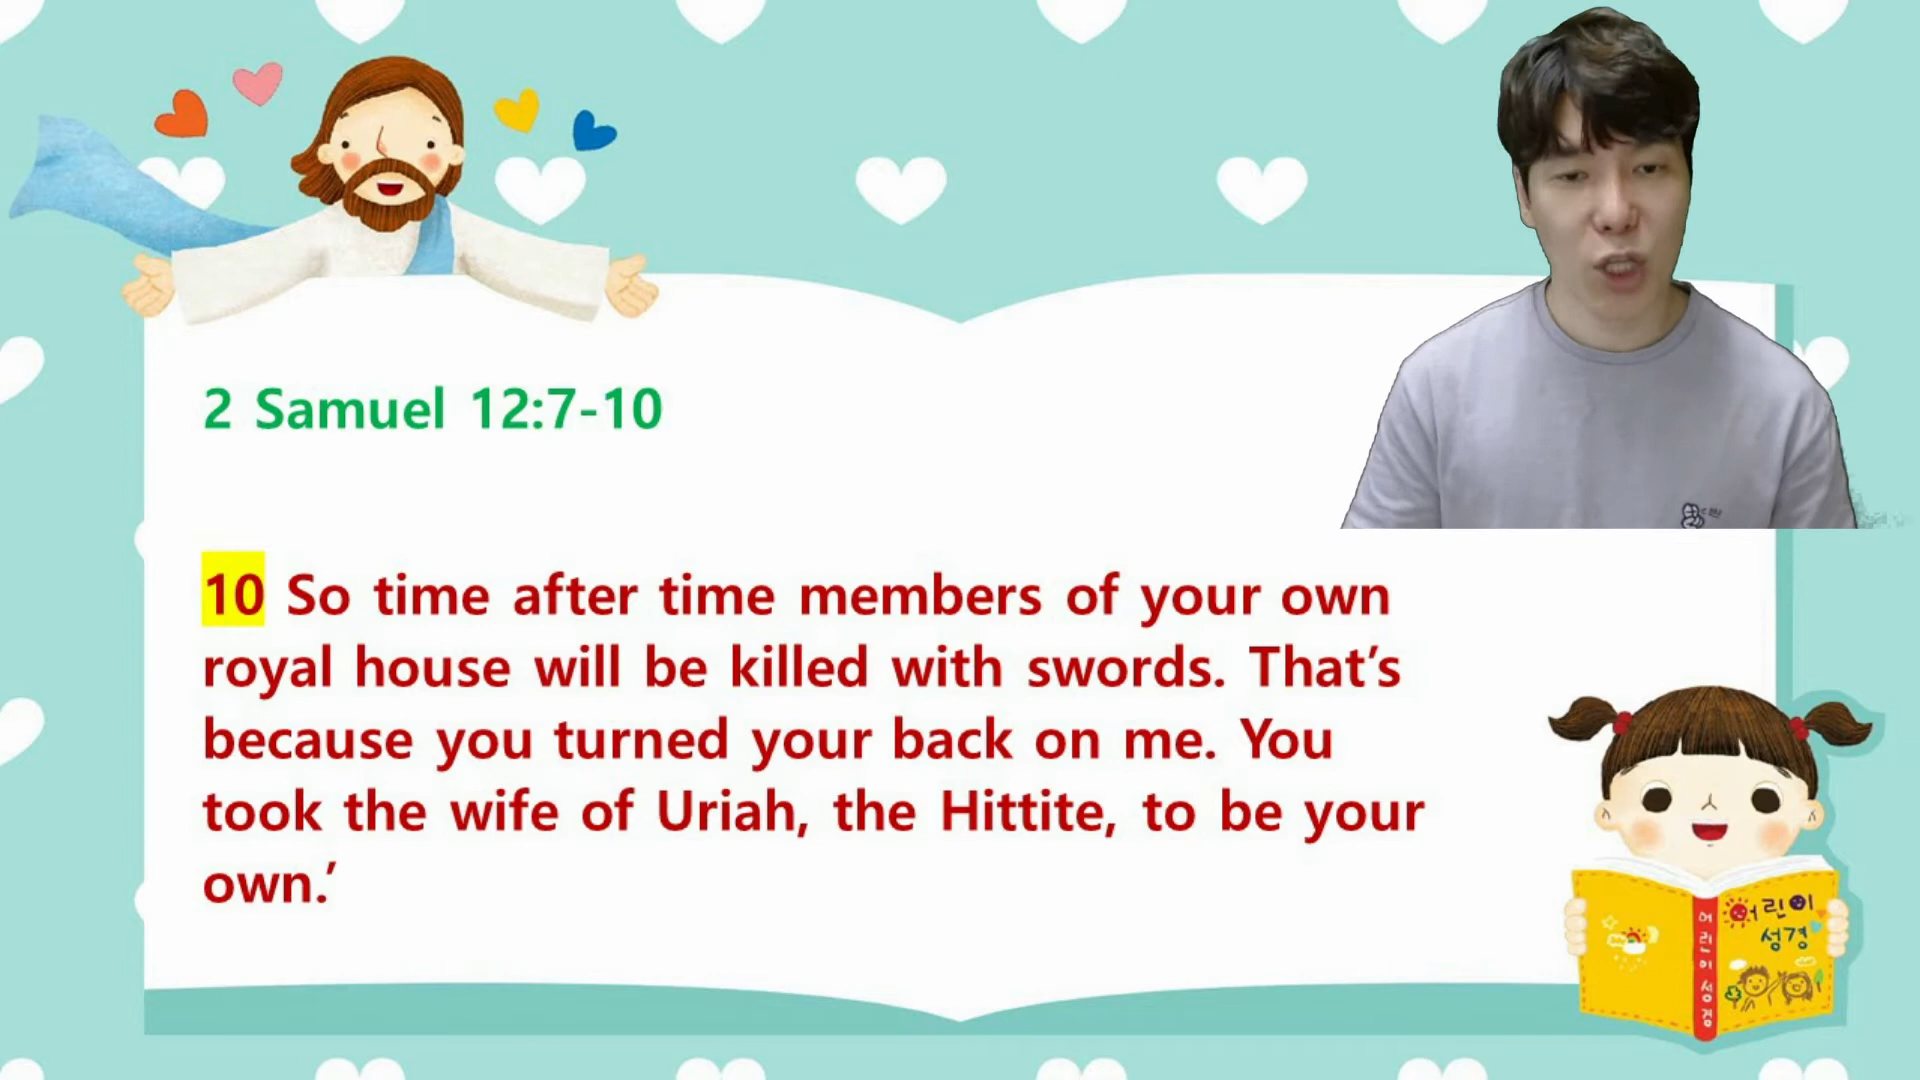 2 Samuel 12:7-10
10 So time after time members of your own
royal house will be killed with swords. That’s
because you turned your back on me. You
took the wife of Uriah, the Hittite, to be your
own.’
어린이성경
어린이
성경